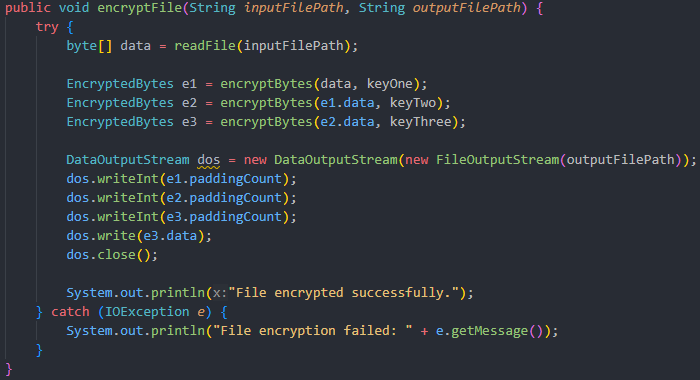 public void encryptFile(String inputFilePath, String outputFilePath) {
    try {
        byte[] data = readFile(inputFilePath);

        EncryptedBytes e1 = encryptBytes(data, keyOne);
        EncryptedBytes e2 = encryptBytes(e1.data, keyTwo);
        EncryptedBytes e3 = encryptBytes(e2.data, keyThree);

        DataOutputStream dos = new DataOutputStream(new FileOutputStream(outputFilePath));
        dos.writeInt(e1.paddingCount);
        dos.writeInt(e2.paddingCount);
        dos.writeInt(e3.paddingCount);
        dos.write(e3.data);
        dos.close();

        System.out.println(x:"File encrypted successfully.");
    } catch (IOException e) {
        System.out.println("File encryption failed: " + e.getMessage());
    }
}